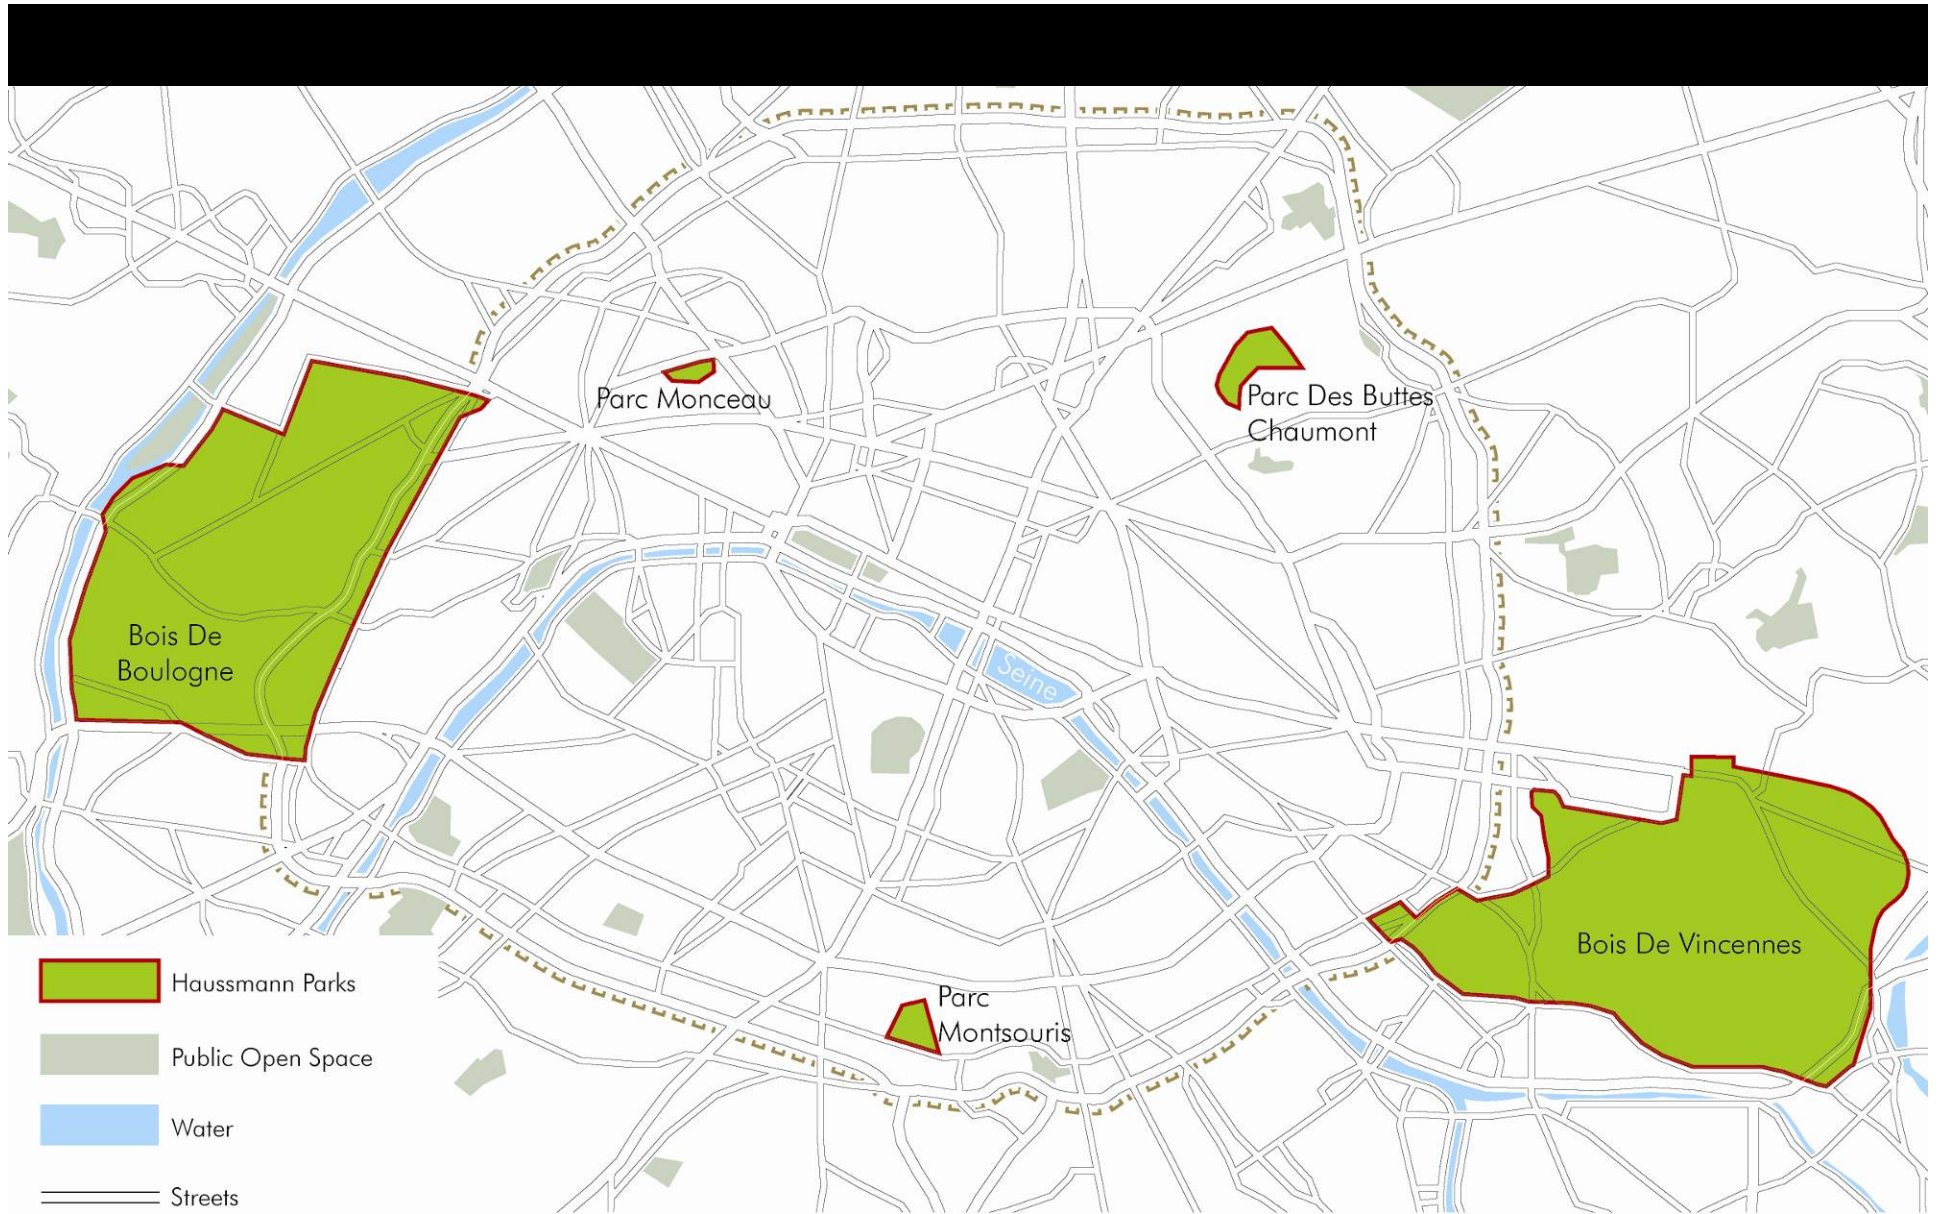 Parc Monceau
Parc Des Buttes
Chaumont
Bois De
Boulogne
Seine
Bois De Vincennes
Parc
Montsouris
Haussmann Parks
Public Open Space
Water
Streets